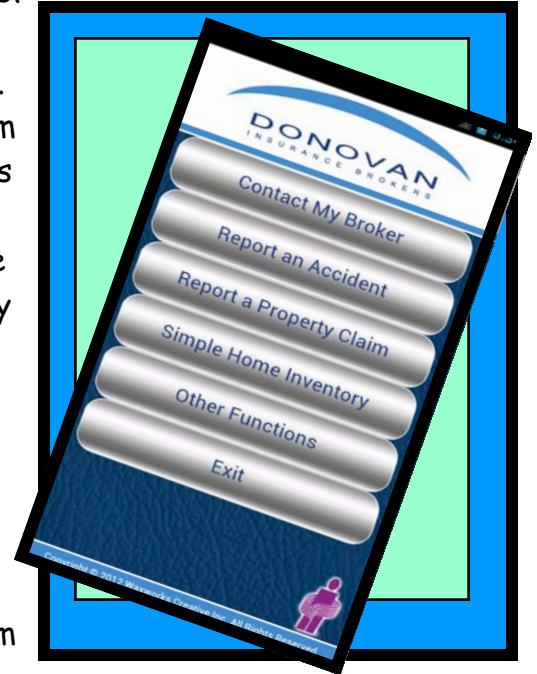 DONOVAN
INSURANCE BROKERS
Contact My Broker
Report an Accident
Report a Property Claim
Simple Home Inventory
Other Functions
Exit
Copyright © 2012 Waxworks Creative Inc. All Rights Reserved